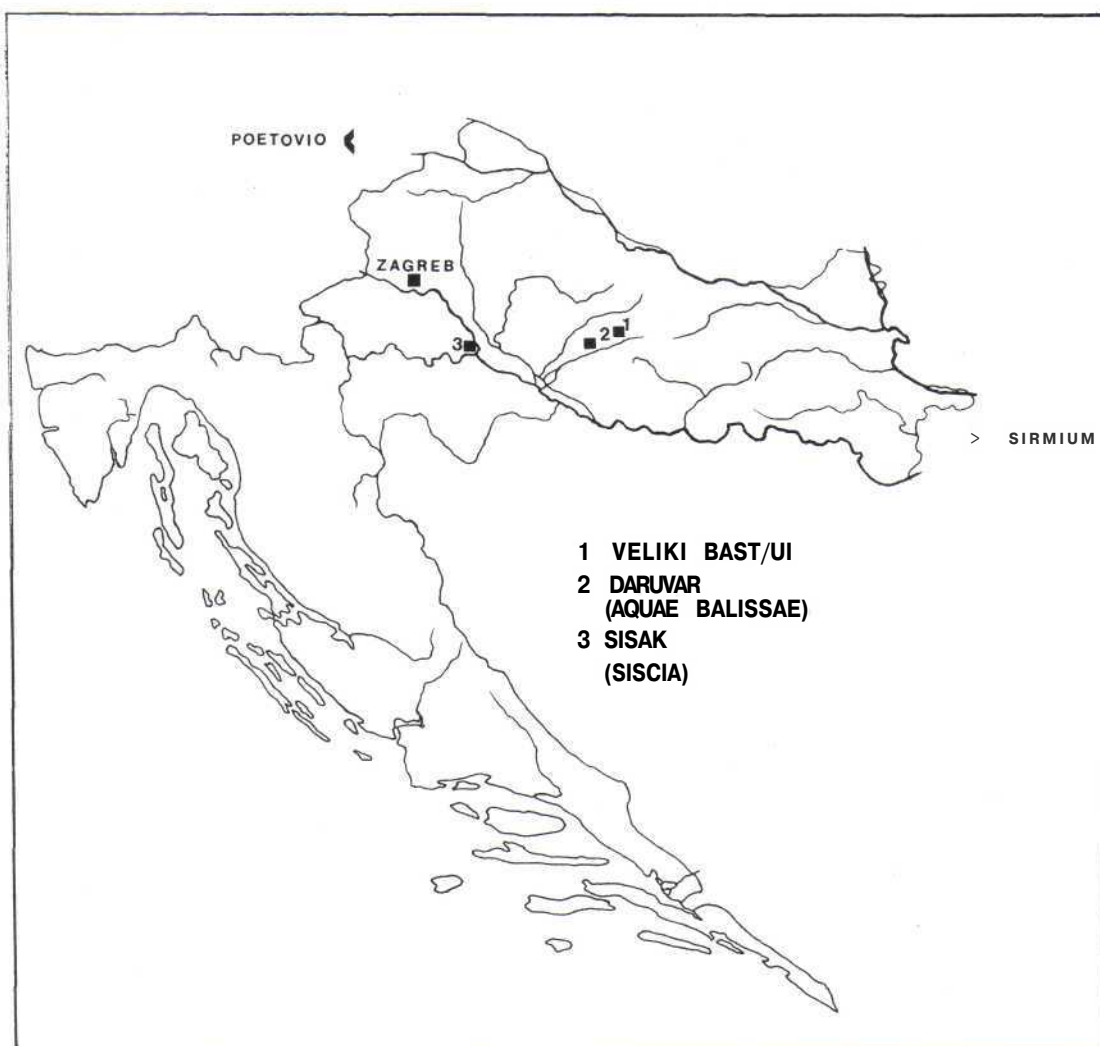 POETOVIO
ZAGREB
1
2
3
> SIRMIUM
1 VELIKI BAST/UI
2 DARUVAR
(AQUAE BALISSAE)
3 SISAK
(SISCIA)